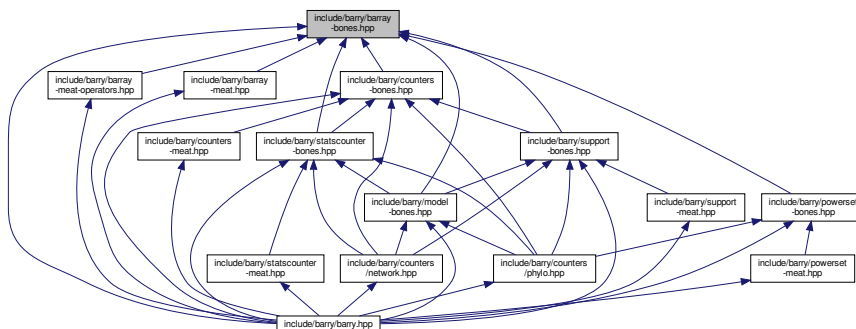 include/barry/barray
-bones.hpp
include/barry/barray
-meat-operators.hpp
include/barry/barray
-meat.hpp
include/barry/counters
-bones.hpp
include/barry/counters
-meat.hpp
include/barry/statscounter
-bones.hpp
include/barry/support
-bones.hpp
include/barry/model
-bones.hpp
include/barry/support
-meat.hpp
include/barry/powerset
-bones.hpp
include/barry/statscounter
-meat.hpp
include/barry/counters
/network.hpp
include/barry/counters
/phylo.hpp
include/barry/powerset
-meat.hpp
include/barry/barry.hpp